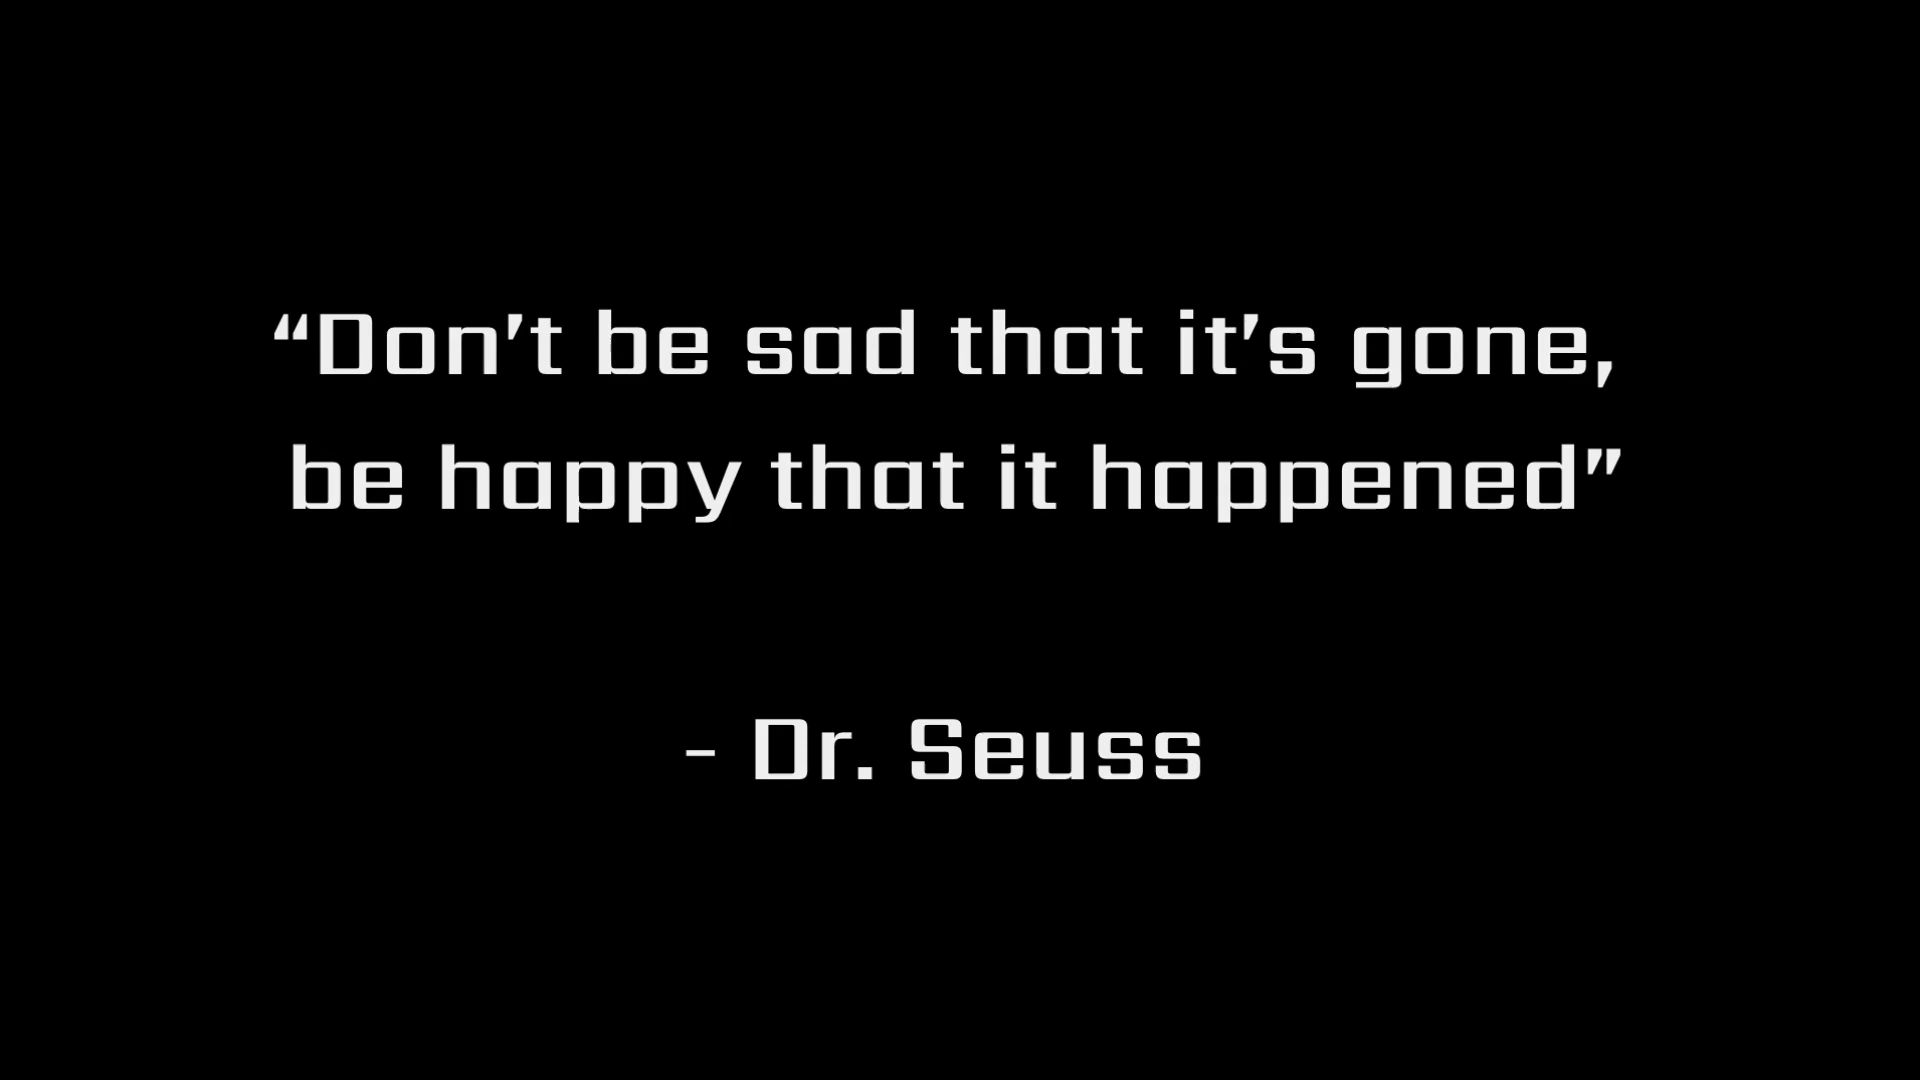 “Don’t be sad that it’s gone,
be happy that it happened”
- Dr. Seuss